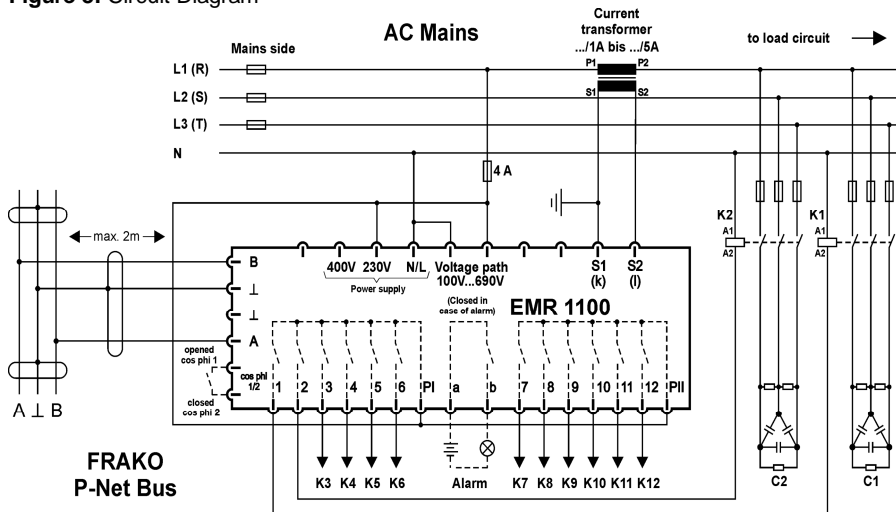 Figure 3: Circuit Diagram
AC Mains
Current
transformer
.../1A bis .../5A
Mains side
to load circuit
L1 (R)
P1
P2
L2 (S)
S1
S2
L3 (T)
N
4 A
max. 2m
K2
A1
A2
K1
A1
A2
B
⊥
⊥
A
400V
230V
N/L
Power supply
Voltage path
100V...690V
S1
(k)
S2
(l)
(Closed in
case of alarm)
EMR 1100
opened
cos phi 1
cos phi
1/2
closed
cos phi 2
1
2
3
4
5
6
PI
a
b
7
8
9
10
11
12
PII
A ⊥ B
FRAKO
P-Net Bus
K3
K4
K5
K6
Alarm
K7
K8
K9
K10
K11
K12
C2
C1